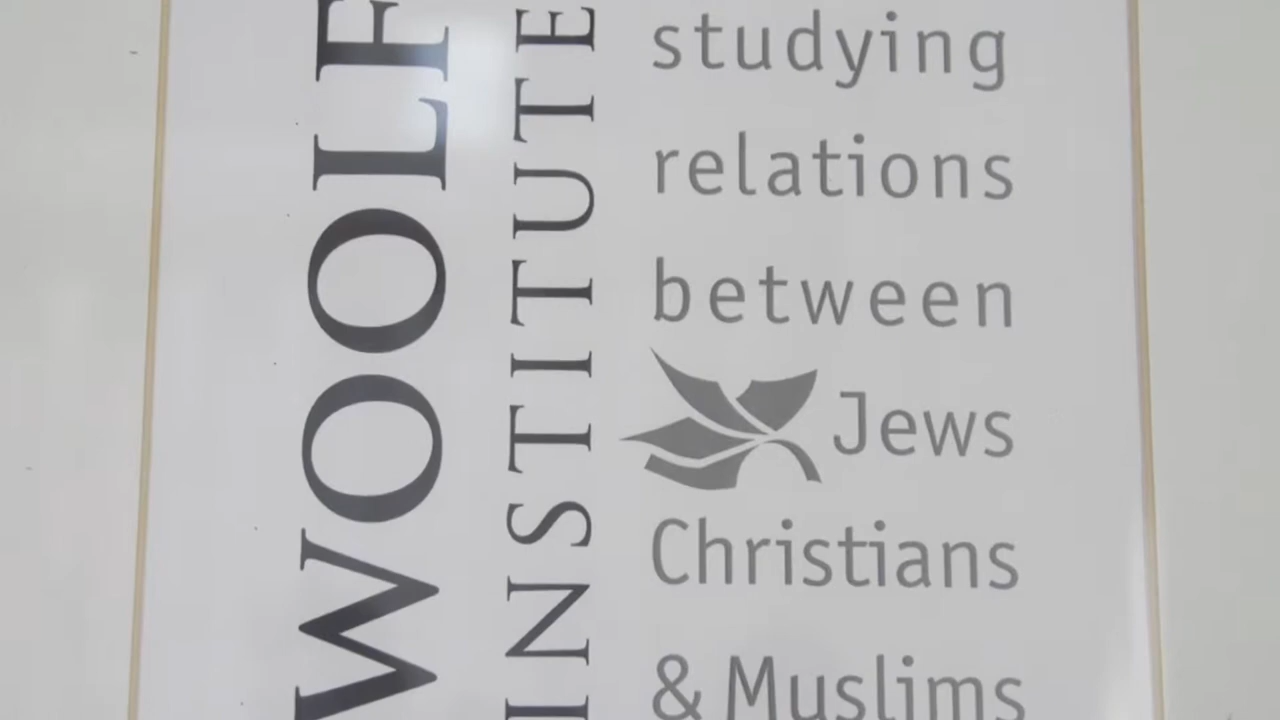 WOOLF
INSTITUTE
studying
relations
between
Jews
Christians
& Muslims